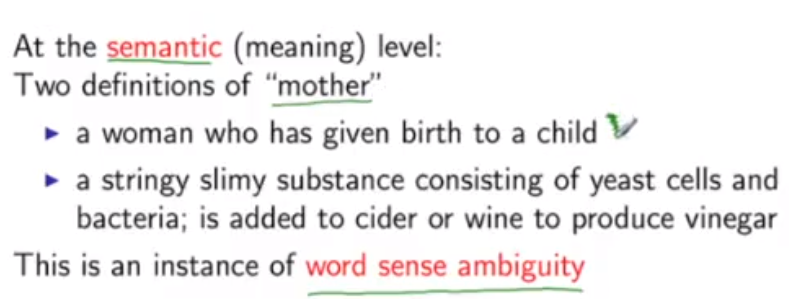 At the semantic (meaning) level:
Two definitions of “mother”
▶ a woman who has given birth to a child
▶ a stringy slimy substance consisting of yeast cells and
bacteria; is added to cider or wine to produce vinegar
This is an instance of word sense ambiguity